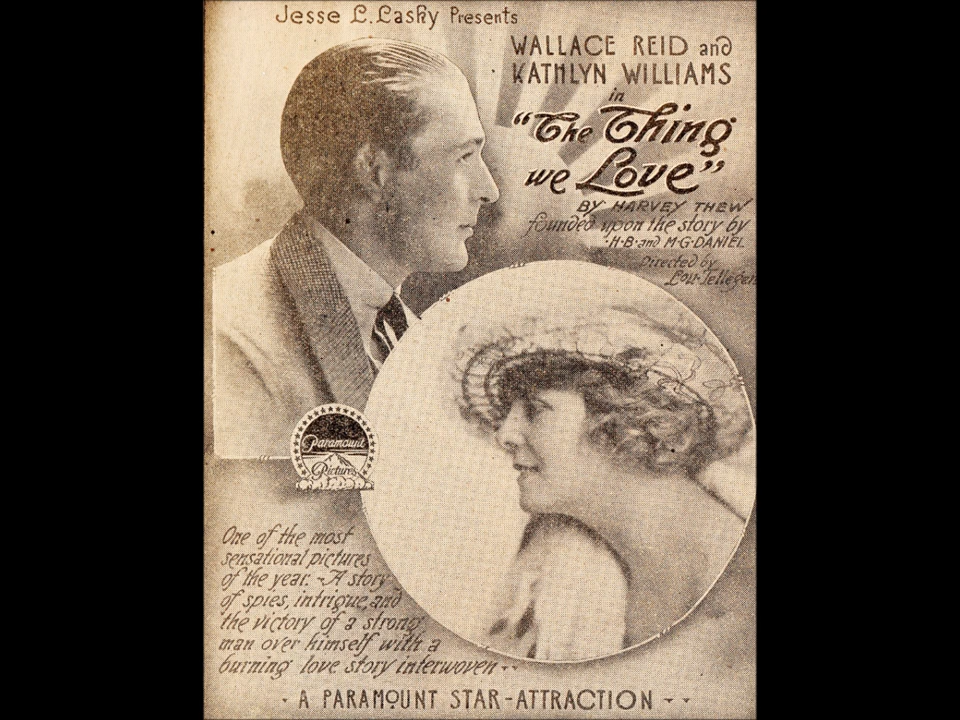 Jesse L. Lasky Presents
WALLACE REID and
KATHLYN WILLIAMS
in
"The Thing
we Love"
BY HARVEY THEW
founded upon the story by
H·B· and M·G·DANIEL
Directed by
Lou-Tellegen
Paramount
Pictures
One of the most
sensational pictures
of the year. ~ A story
of spies, intrigue, and
the victory of a strong
man over himself with a
burning love story interwoven
- A PARAMOUNT STAR-ATTRACTION - -